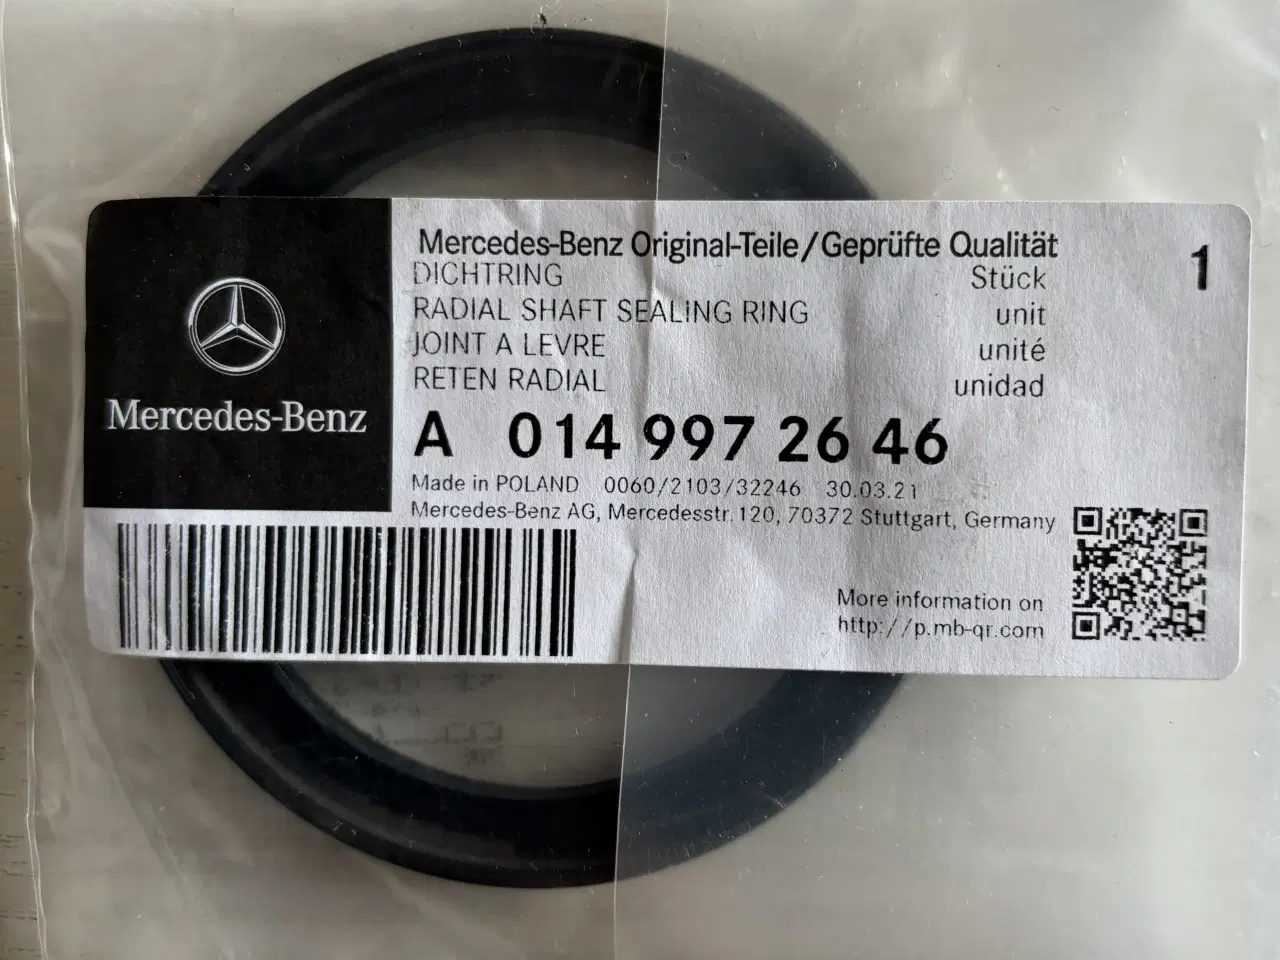 Mercedes-Benz
Mercedes-Benz Original-Teile/Geprüfte Qualität
1
DICHTRING Stück
RADIAL SHAFT SEALING RING unit
JOINT A LEVRE unité
RETEN RADIAL unidad
A 014 997 26 46
Made in POLAND 0060/2103/32246 30.03.21
Mercedes-Benz AG, Mercedesstr.120, 70372 Stuttgart, Germany
More information on
http://p.mb-qr.com